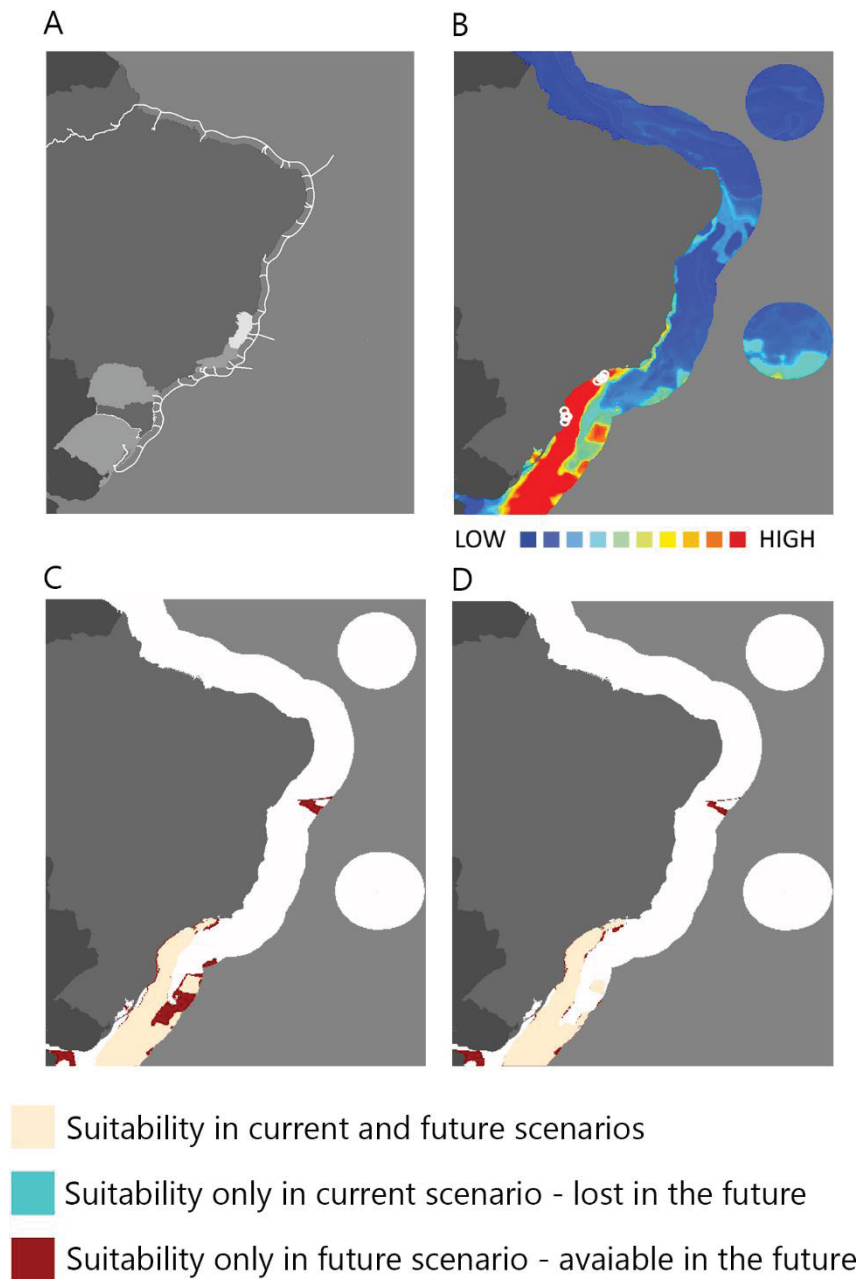 A
B
LOW HIGH
C
D
Suitability in current and future scenarios
Suitability only in current scenario - lost in the future
Suitability only in future scenario - avaiable in the future